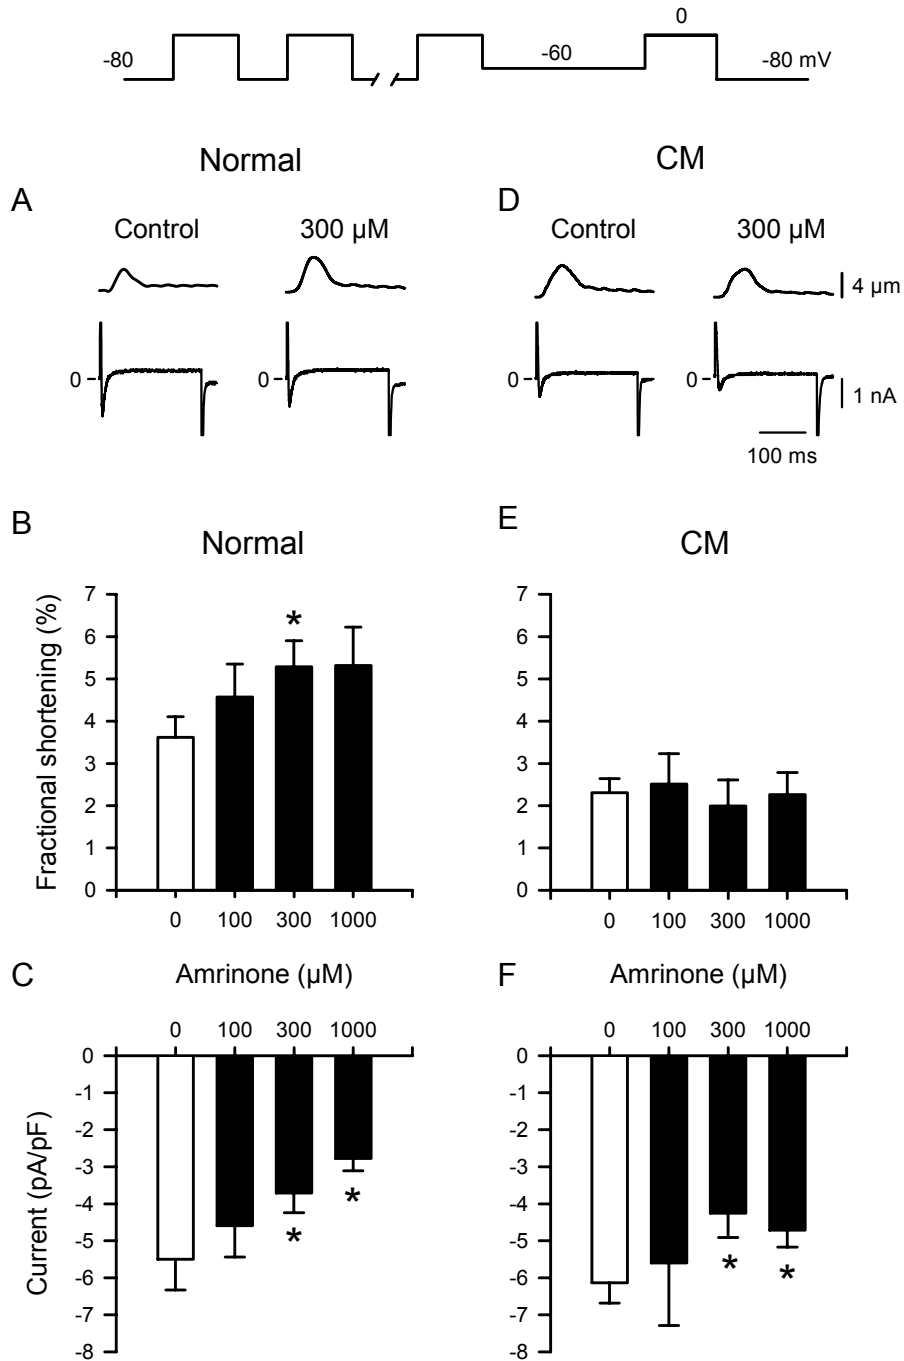 0
-80
-60
-80 mV
Normal
CM
A
D
Control
300 µM
Control
300 µM
4 µm
0
0
1 nA
100 ms
B
E
Normal
CM
Fractional shortening (%)
7
6
5
4
3
2
1
0
*
0 100 300 1000
7
6
5
4
3
2
1
0
0 100 300 1000
C
Amrinone (µM)
F
Amrinone (µM)
0 100 300 1000
Current (pA/pF)
0
-1
-2
-3
-4
-5
-6
-7
-8
*
*
0 100 300 1000
0
-1
-2
-3
-4
-5
-6
-7
-8
*
*